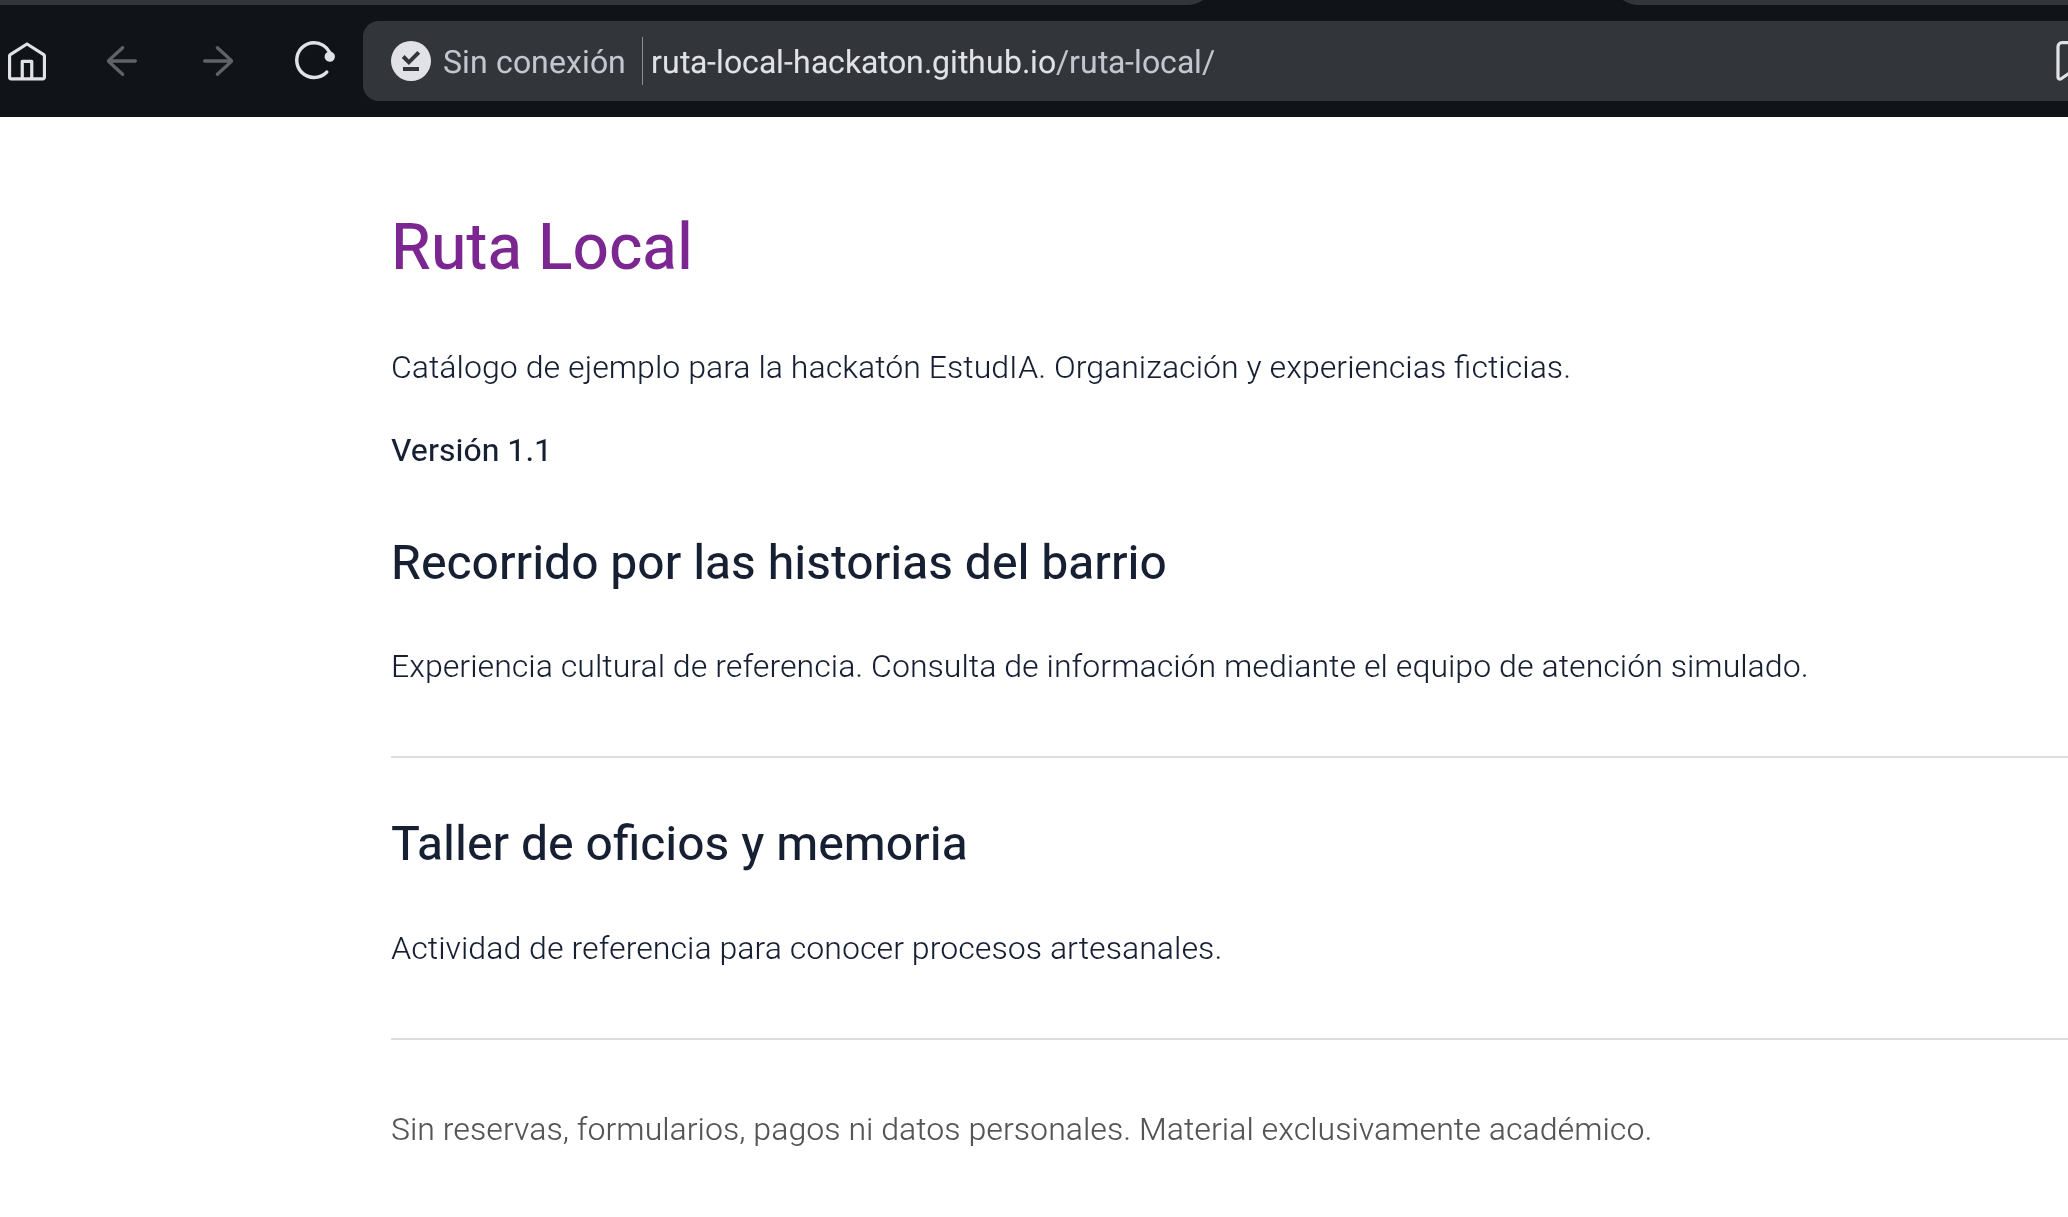 Sin conexión ruta-local-hackaton.github.io/ruta-local/
Ruta Local
Catálogo de ejemplo para la hackatón EstudIA. Organización y experiencias ficticias.
Versión 1.1
Recorrido por las historias del barrio
Experiencia cultural de referencia. Consulta de información mediante el equipo de atención simulado.
Taller de oficios y memoria
Actividad de referencia para conocer procesos artesanales.
Sin reservas, formularios, pagos ni datos personales. Material exclusivamente académico.